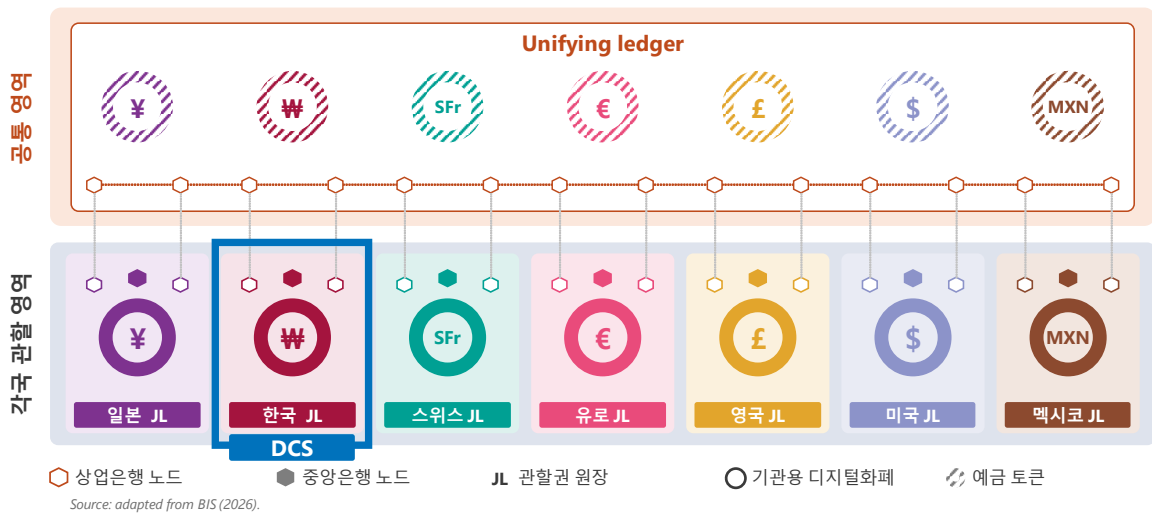 Unifying ledger
공통 영역
¥ ₩ SFr € £ $ MXN
각국 관할 영역
¥ ₩ SFr € £ $ MXN
일본 JL 한국 JL 스위스 JL 유로 JL 영국 JL 미국 JL 멕시코 JL
DCS
상업은행 노드 중앙은행 노드 JL 관할권 원장 기관용 디지털화폐 예금 토큰
Source: adapted from BIS (2026).